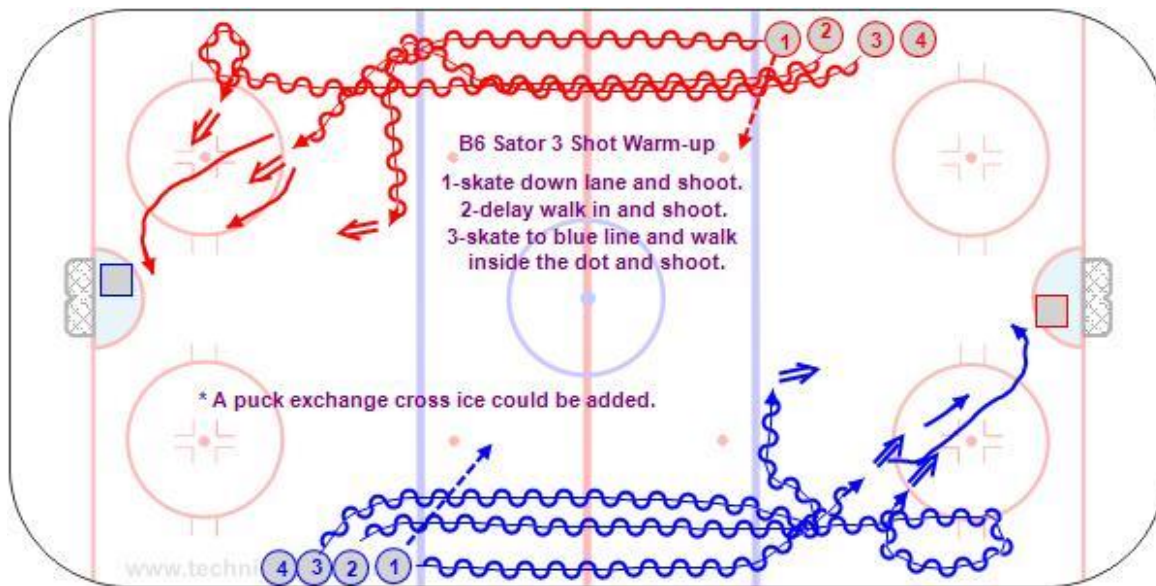 1 2 3 4
B6 Sator 3 Shot Warm-up
1-skate down lane and shoot.
2-delay walk in and shoot.
3-skate to blue line and walk
inside the dot and shoot.
* A puck exchange cross ice could be added.
www.techni
4 3 2 1